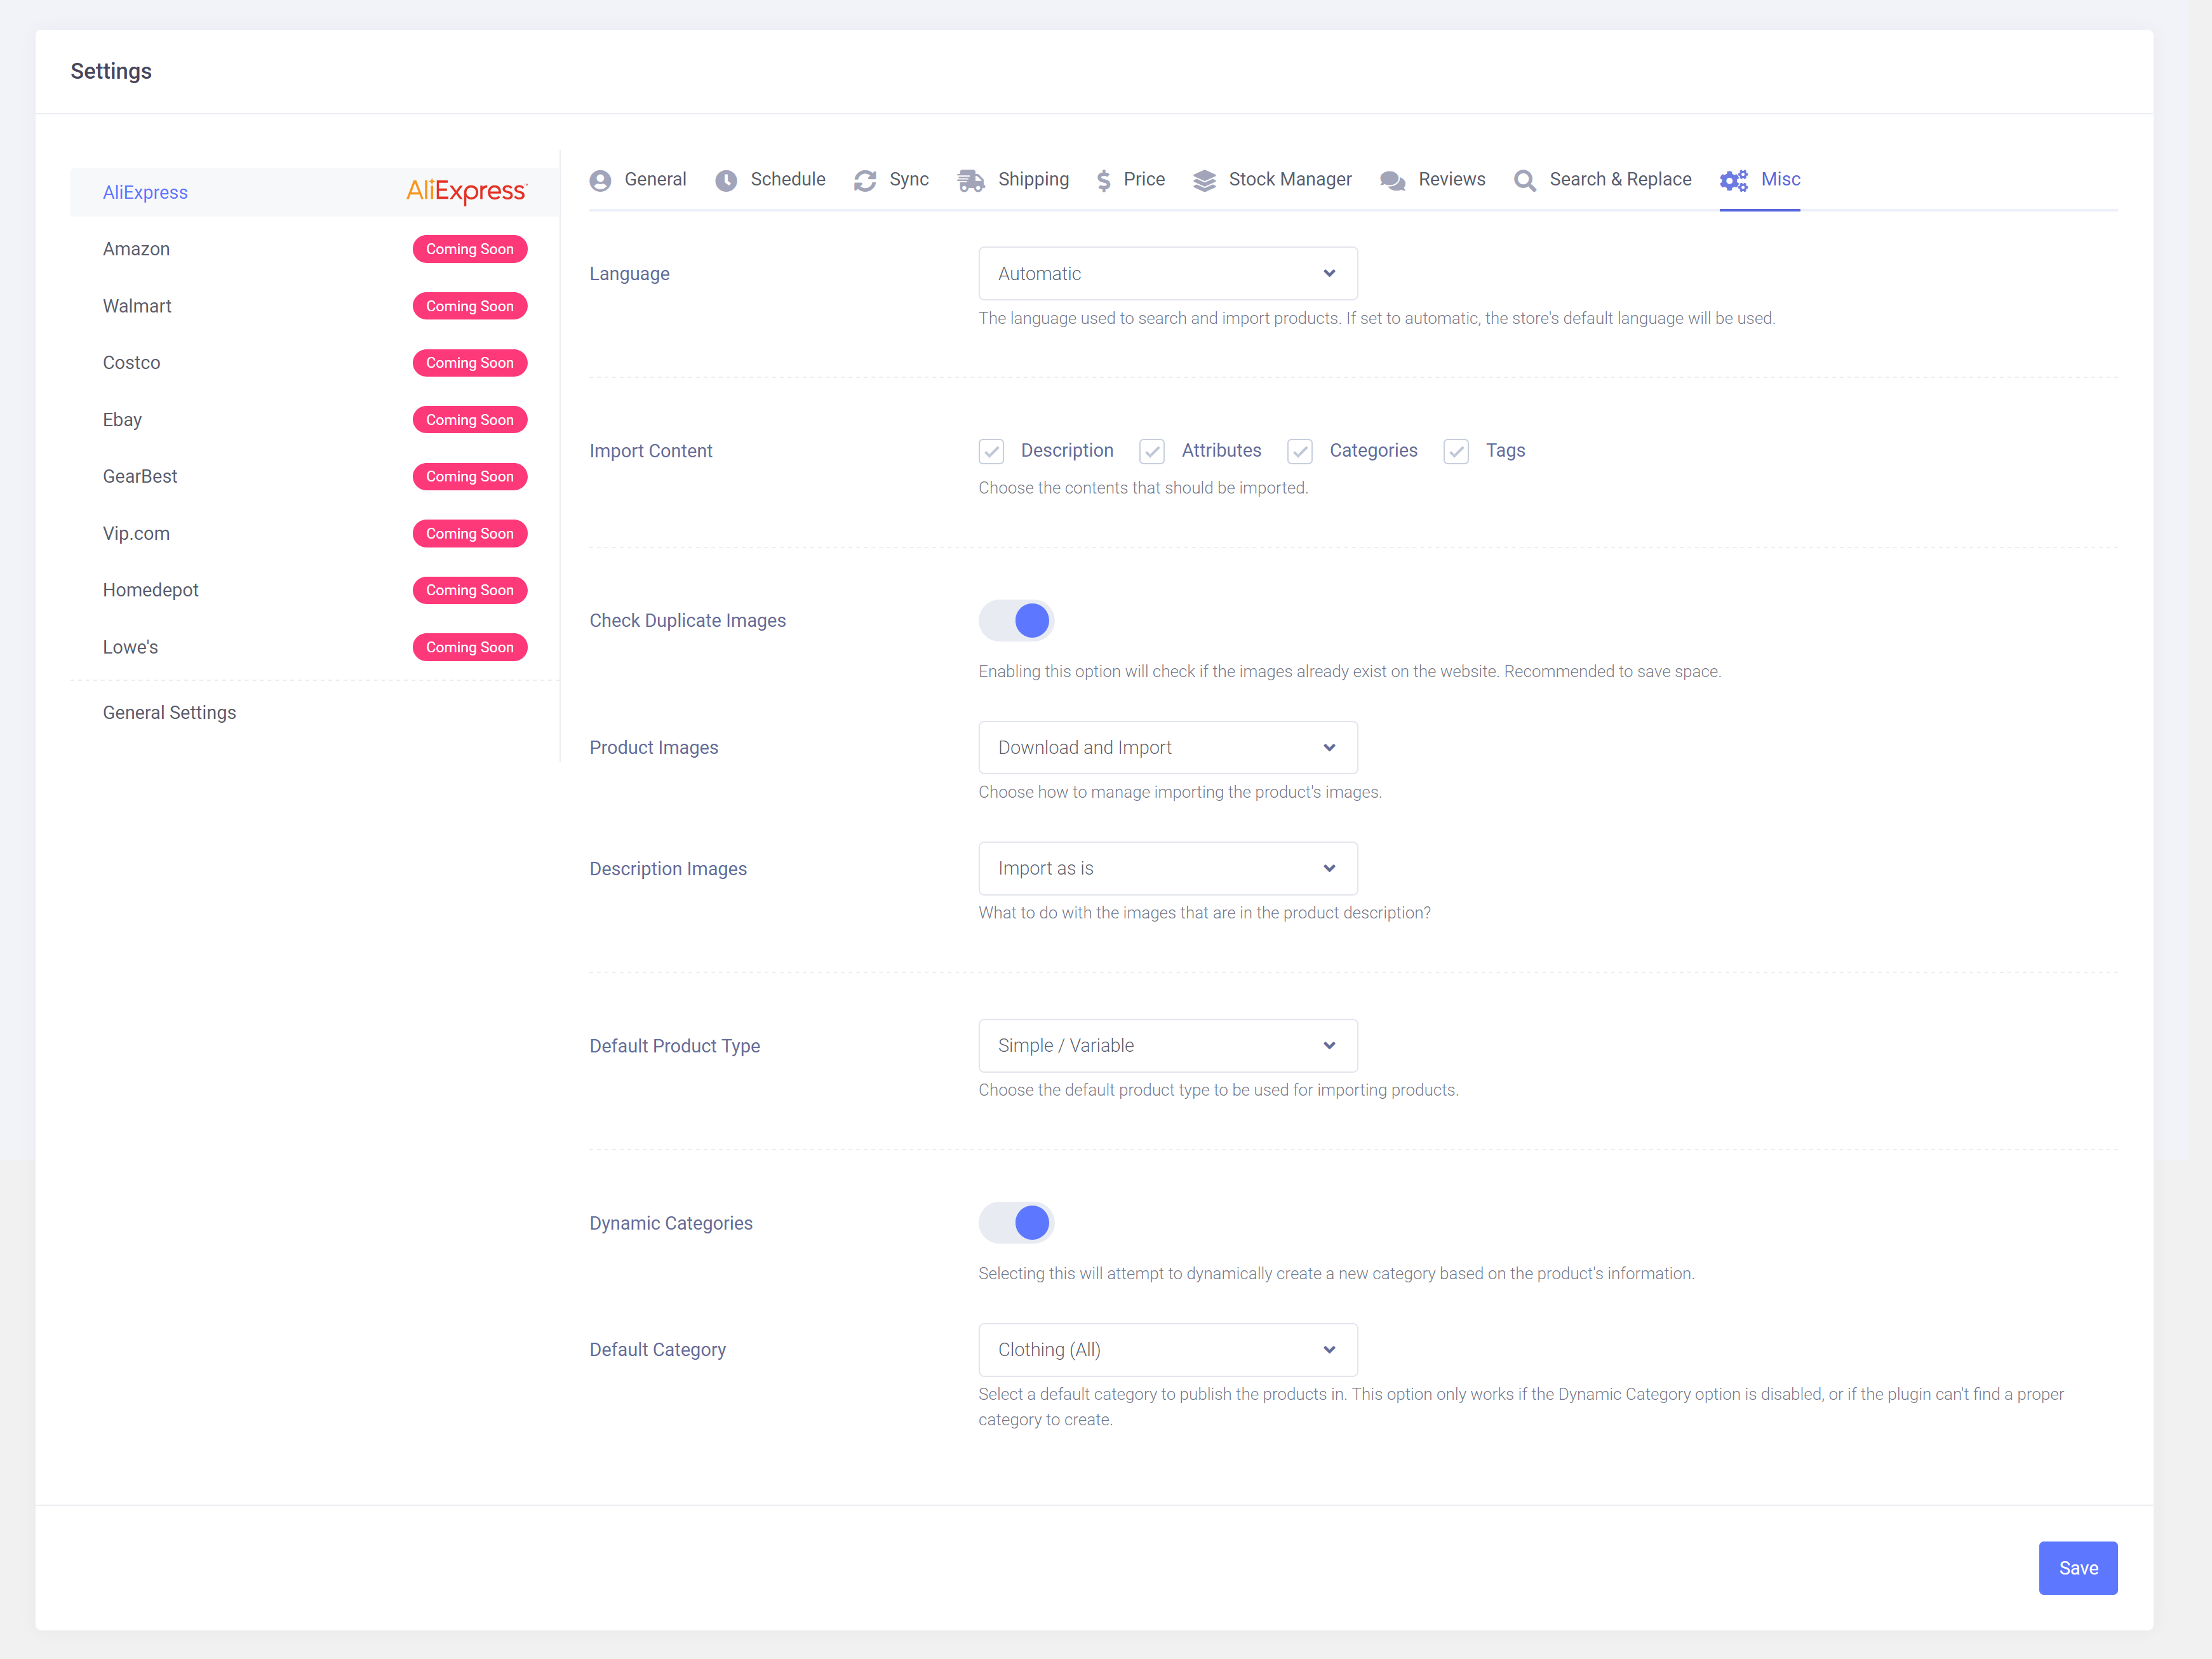 Settings
AliExpress AliExpress™
Amazon Coming Soon
Walmart Coming Soon
Costco Coming Soon
Ebay Coming Soon
GearBest Coming Soon
Vip.com Coming Soon
Homedepot Coming Soon
Lowe's Coming Soon
General Settings
General Schedule Sync Shipping Price Stock Manager Reviews Search & Replace Misc
Language Automatic
The language used to search and import products. If set to automatic, the store's default language will be used.
Import Content Description Attributes Categories Tags
Choose the contents that should be imported.
Check Duplicate Images
Enabling this option will check if the images already exist on the website. Recommended to save space.
Product Images Download and Import
Choose how to manage importing the product's images.
Description Images Import as is
What to do with the images that are in the product description?
Default Product Type Simple / Variable
Choose the default product type to be used for importing products.
Dynamic Categories
Selecting this will attempt to dynamically create a new category based on the product's information.
Default Category Clothing (All)
Select a default category to publish the products in. This option only works if the Dynamic Category option is disabled, or if the plugin can't find a proper
category to create.
Save